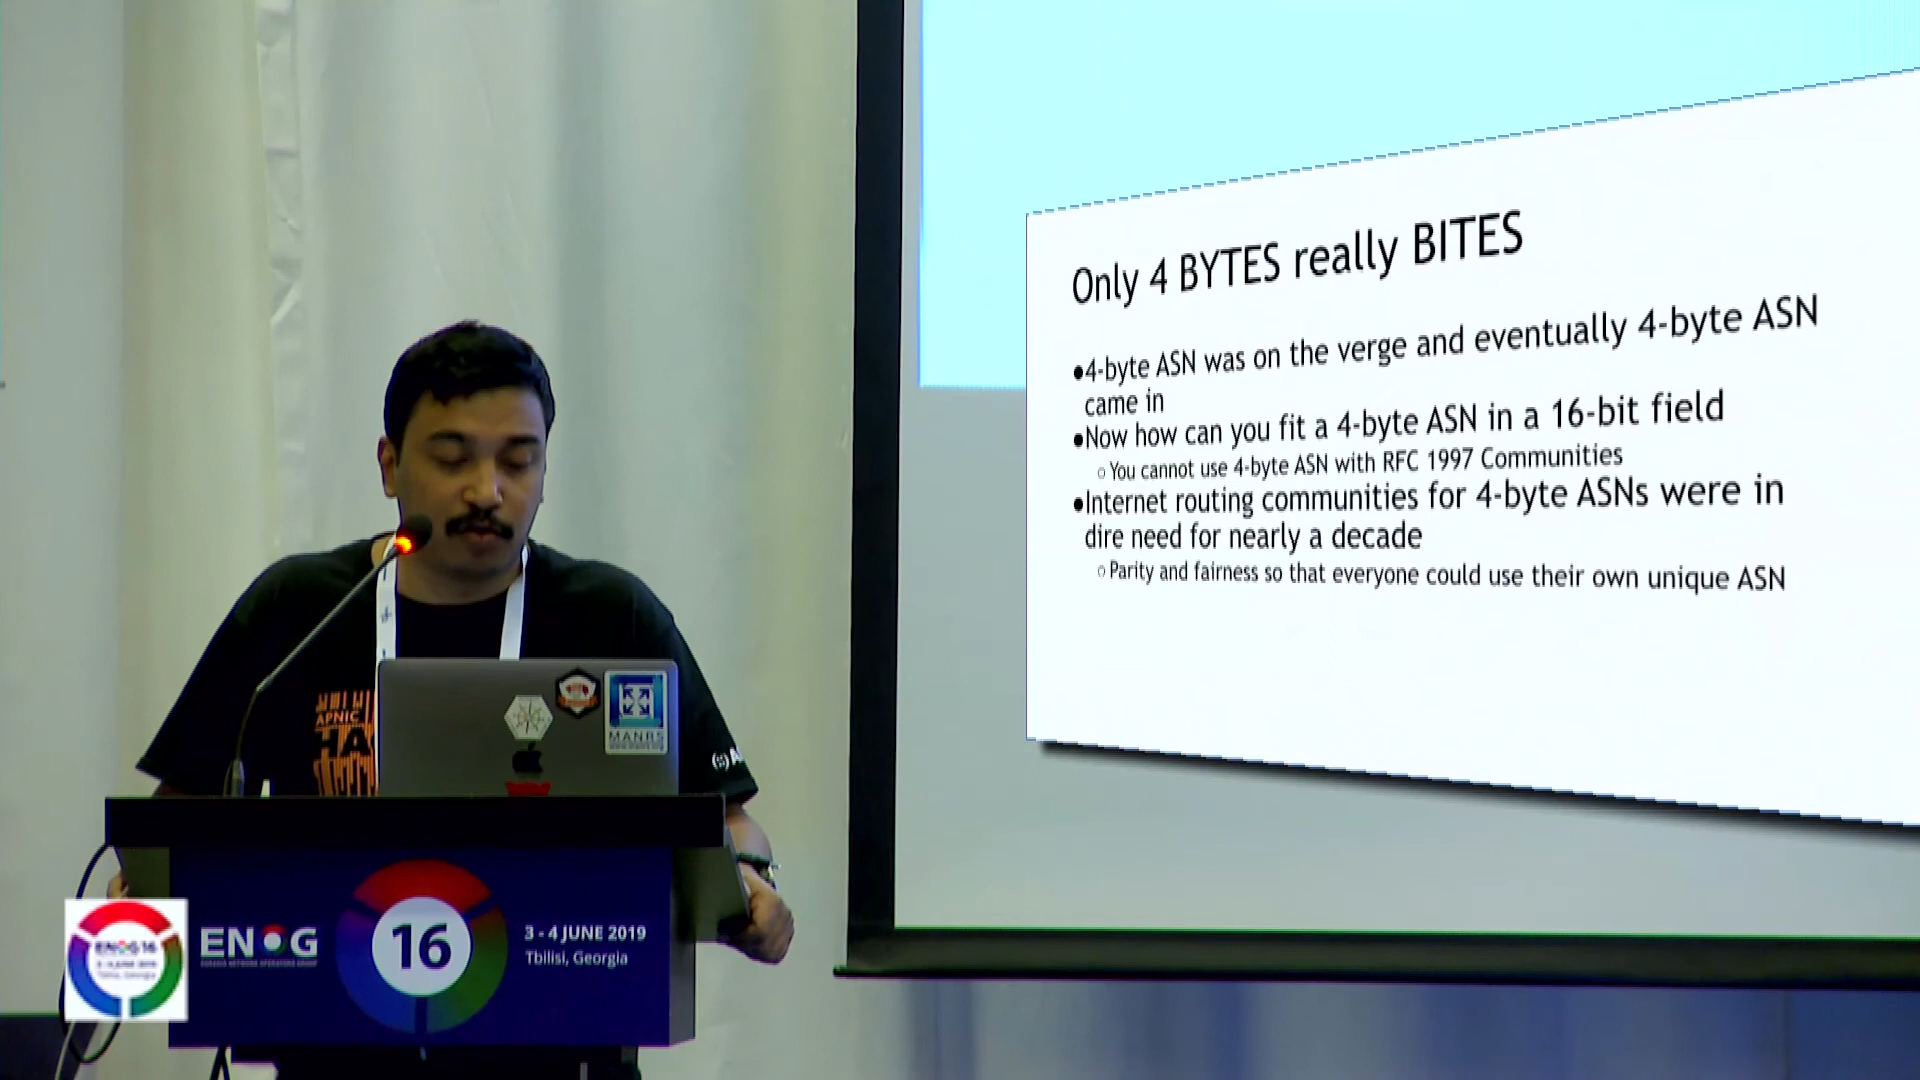 Only 4 BYTES really BITES
●4-byte ASN was on the verge and eventually 4-byte ASN
came in
●Now how can you fit a 4-byte ASN in a 16-bit field
○You cannot use 4-byte ASN with RFC 1997 Communities
●Internet routing communities for 4-byte ASNs were in
dire need for nearly a decade
○Parity and fairness so that everyone could use their own unique ASN
APNIC
HA
MANRS
ENOG
16
3 - 4 JUNE 2019
Tbilisi, Georgia
ENOG 16